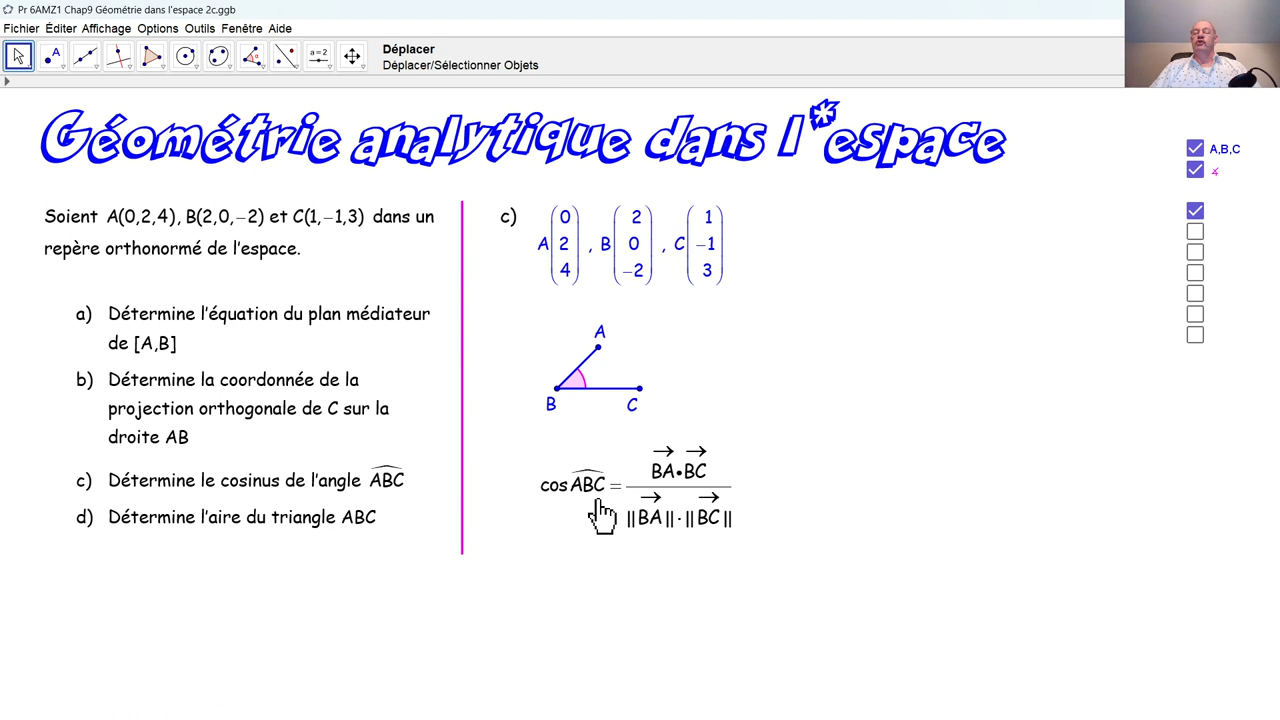 Pr 6AMZ1 Chap9 Géométrie dans l'espace 2c.ggb
Fichier Éditer Affichage Options Outils Fenêtre Aide
A
a=2
Déplacer
Déplacer/Sélectionner Objets
Géométrie analytique dans l'espace
A,B,C
∡
Soient A(0,2,4), B(2,0,−2) et C(1,−1,3) dans un
repère orthonormé de l'espace.
a) Détermine l'équation du plan médiateur
de [A,B]
b) Détermine la coordonnée de la
projection orthogonale de C sur la
droite AB
c) Détermine le cosinus de l'angle ABC
d) Détermine l'aire du triangle ABC
c) A (0 2 4) , B (2 0 −2) , C (1 −1 3)
A
B C
cos ABC = BA•BC
||BA||·||BC||